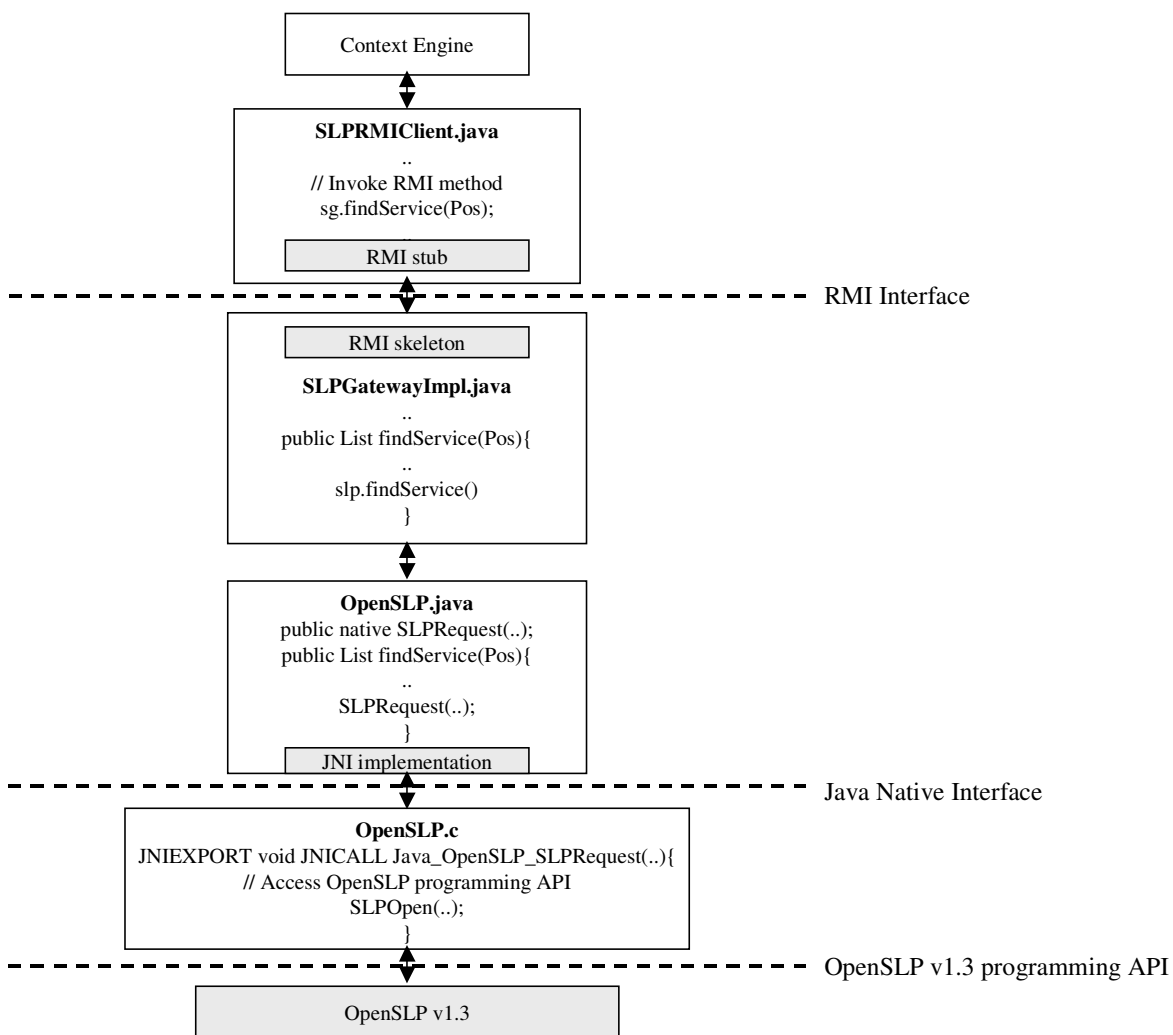 Context Engine
SLPRMIClient.java
..
// Invoke RMI method
sg.findService(Pos);
..
RMI stub
RMI Interface
RMI skeleton
SLPGatewayImpl.java
..
public List findService(Pos){
..
slp.findService()
}
OpenSLP.java
public native SLPRequest(..);
public List findService(Pos){
..
SLPRequest(..);
}
JNI implementation
Java Native Interface
OpenSLP.c
JNIEXPORT void JNICALL Java_OpenSLP_SLPRequest(..){
// Access OpenSLP programming API
SLPOpen(..);
}
OpenSLP v1.3 programming API
OpenSLP v1.3